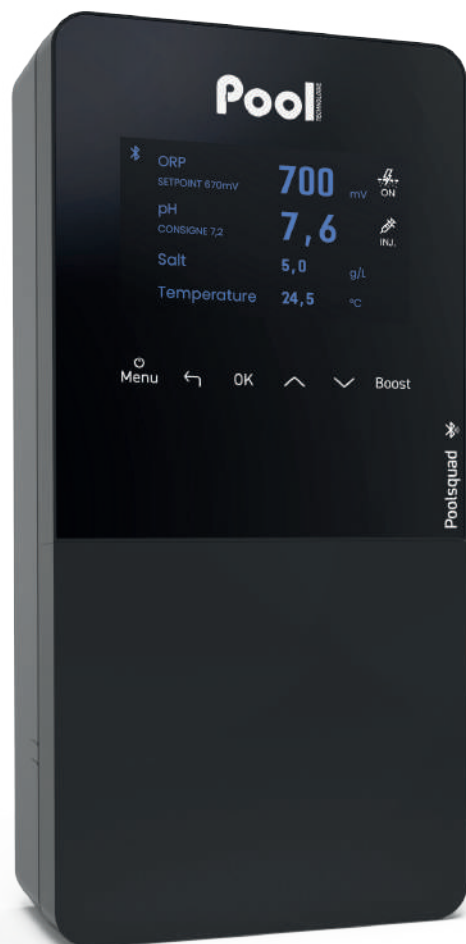 Pool
TECHNOLOGIE
ORP
700 mV
SETPOINT 670mV
ON
pH
7,6
CONSIGNE 7,2
INJ.
Salt 5,0 g/L
Temperature 24,5 °C
Menu OK Boost
Poolsquad